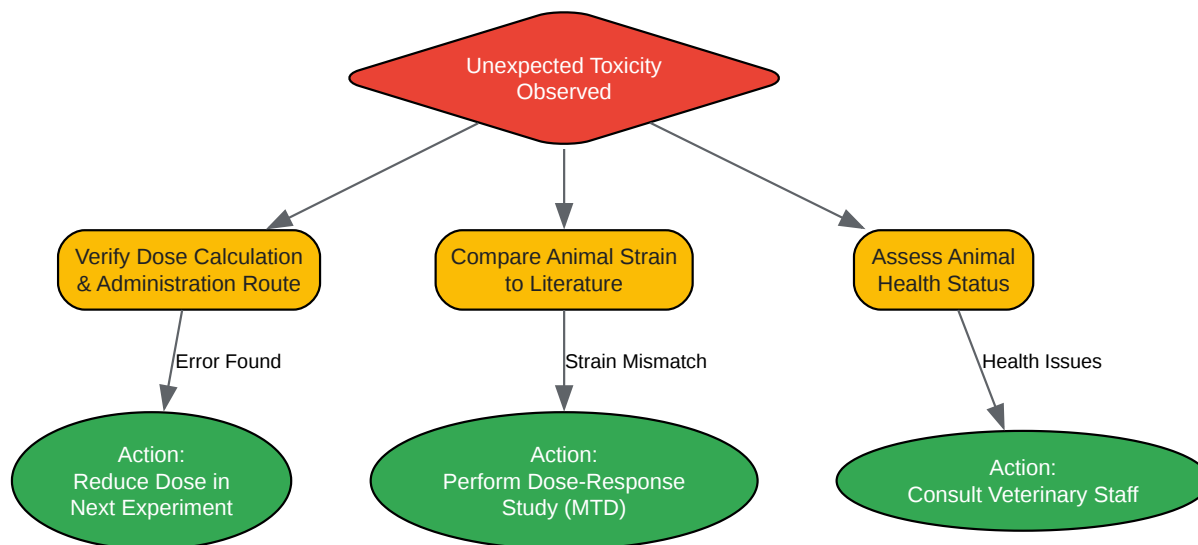 Unexpected Toxicity
Observed
Verify Dose Calculation
& Administration Route
Compare Animal Strain
to Literature
Assess Animal
Health Status
Error Found
Strain Mismatch
Health Issues
Action:
Reduce Dose in
Next Experiment
Action:
Perform Dose-Response
Study (MTD)
Action:
Consult Veterinary Staff